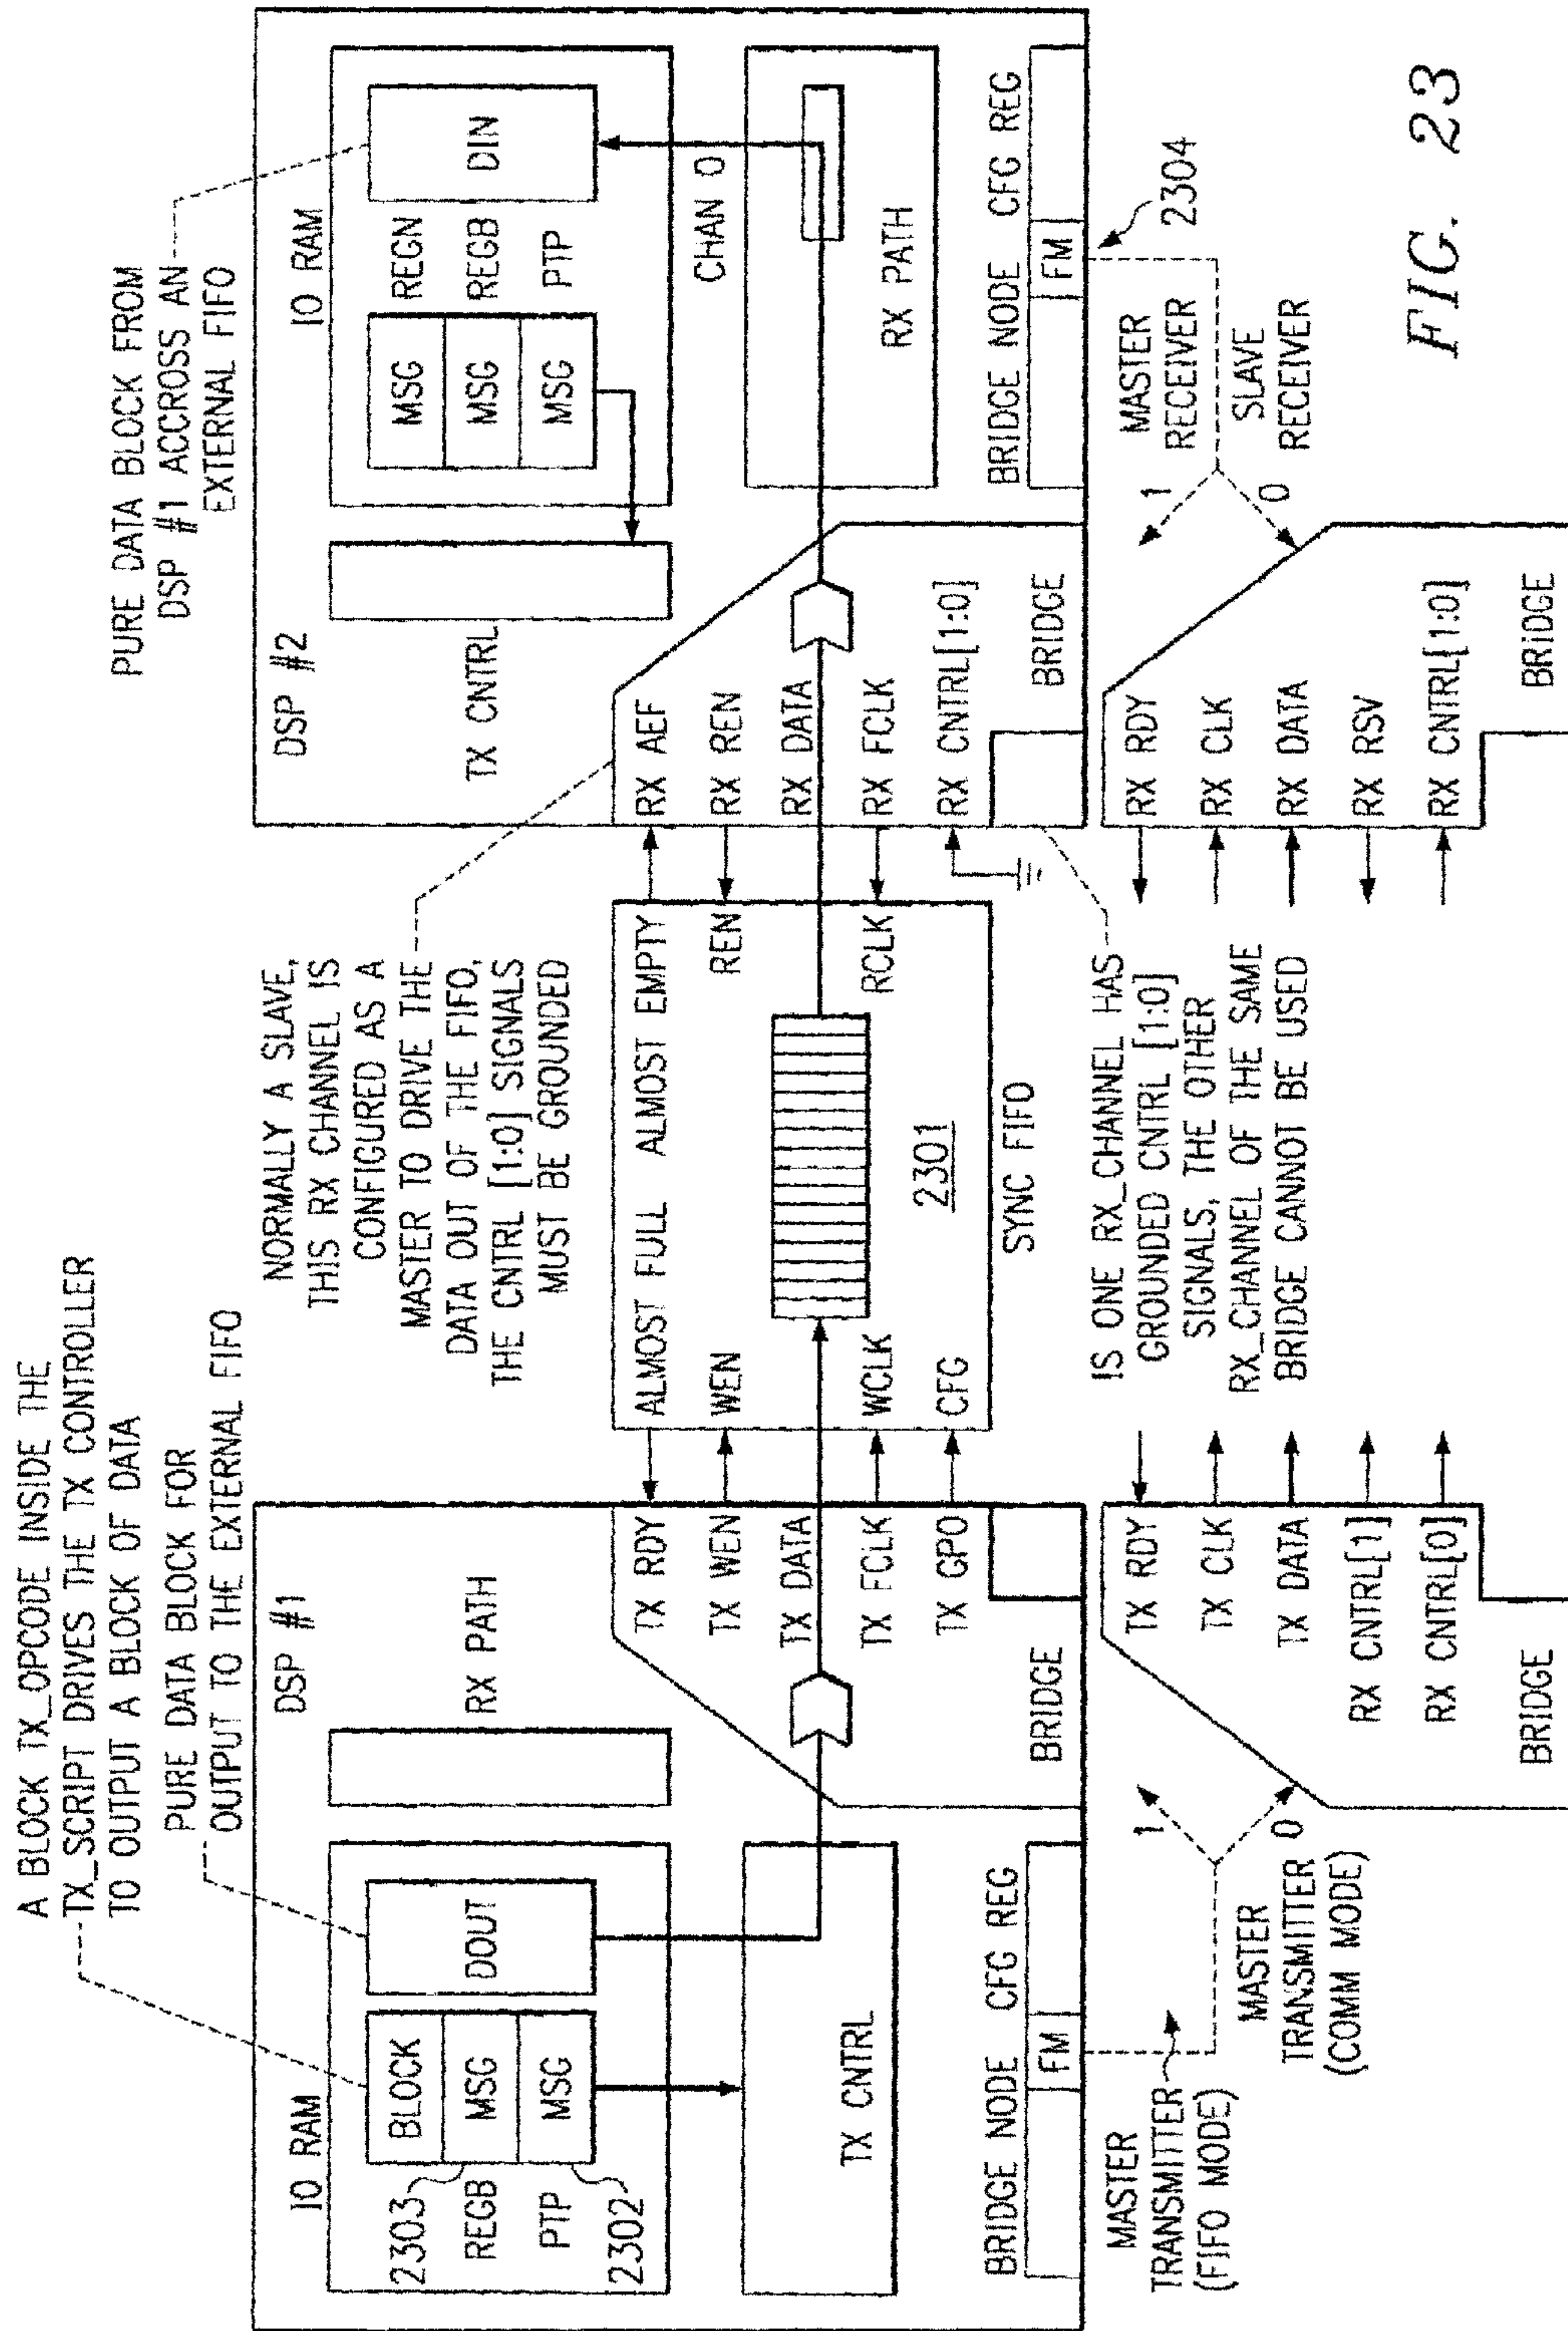 A BLOCK TX_OPCODE INSIDE THE
TX_SCRIPT DRIVES THE TX CONTROLLER
TO OUTPUT A BLOCK OF DATA
PURE DATA BLOCK FOR
OUTPUT TO THE EXTERNAL FIFO
NORMALLY A SLAVE,
THIS RX CHANNEL IS
CONFIGURED AS A
MASTER TO DRIVE THE
DATA OUT OF THE FIFO,
THE CNTRL [1:0] SIGNALS
MUST BE GROUNDED
PURE DATA BLOCK FROM
DSP #1 ACCROSS AN
EXTERNAL FIFO
DSP #1
IO RAM
2303
REGB
PTP
2302
BLOCK
MSG
MSG
DOUT
RX PATH
TX CNTRL
TX RDY
TX WEN
TX DATA
TX FCLK
TX GPO
BRIDGE
BRIDGE NODE CFG REG
FM
ALMOST FULL
ALMOST EMPTY
WEN
REN
WCLK
RCLK
CFG
2301
SYNC FIFO
DSP #2
TX CNTRL
IO RAM
MSG
MSG
MSG
REGN
REGB
PTP
DIN
CHAN 0
RX PATH
RX AEF
RX REN
RX DATA
RX FCLK
RX CNTRL[1:0]
BRIDGE
BRIDGE NODE CFG REG
FM
2304
MASTER
TRANSMITTER
(FIFO MODE)
MASTER
TRANSMITTER
(COMM MODE)
1
0
TX RDY
TX CLK
TX DATA
RX CNTRL[1]
RX CNTRL[0]
BRIDGE
IS ONE RX_CHANNEL HAS
GROUNDED CNTRL [1:0]
SIGNALS, THE OTHER
RX_CHANNEL OF THE SAME
BRIDGE CANNOT BE USED
RX RDY
RX CLK
RX DATA
RX RSV
RX CNTRL[1:0]
BRIDGE
1
0
MASTER
RECEIVER
SLAVE
RECEIVER
FIG. 23